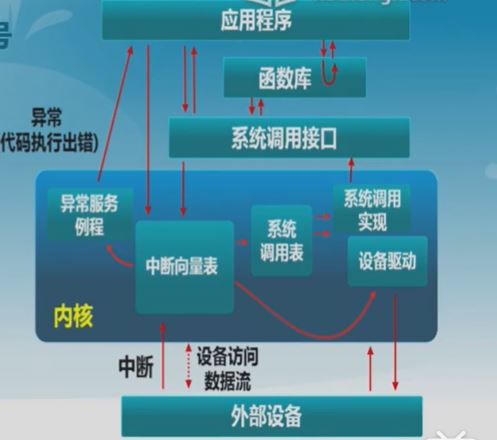 号
应用程序
函数库
异常
代码执行出错)
系统调用接口
异常服务
例程
系统调用
实现
系统
调用表
中断向量表
设备驱动
内核
中断
设备访问
数据流
外部设备